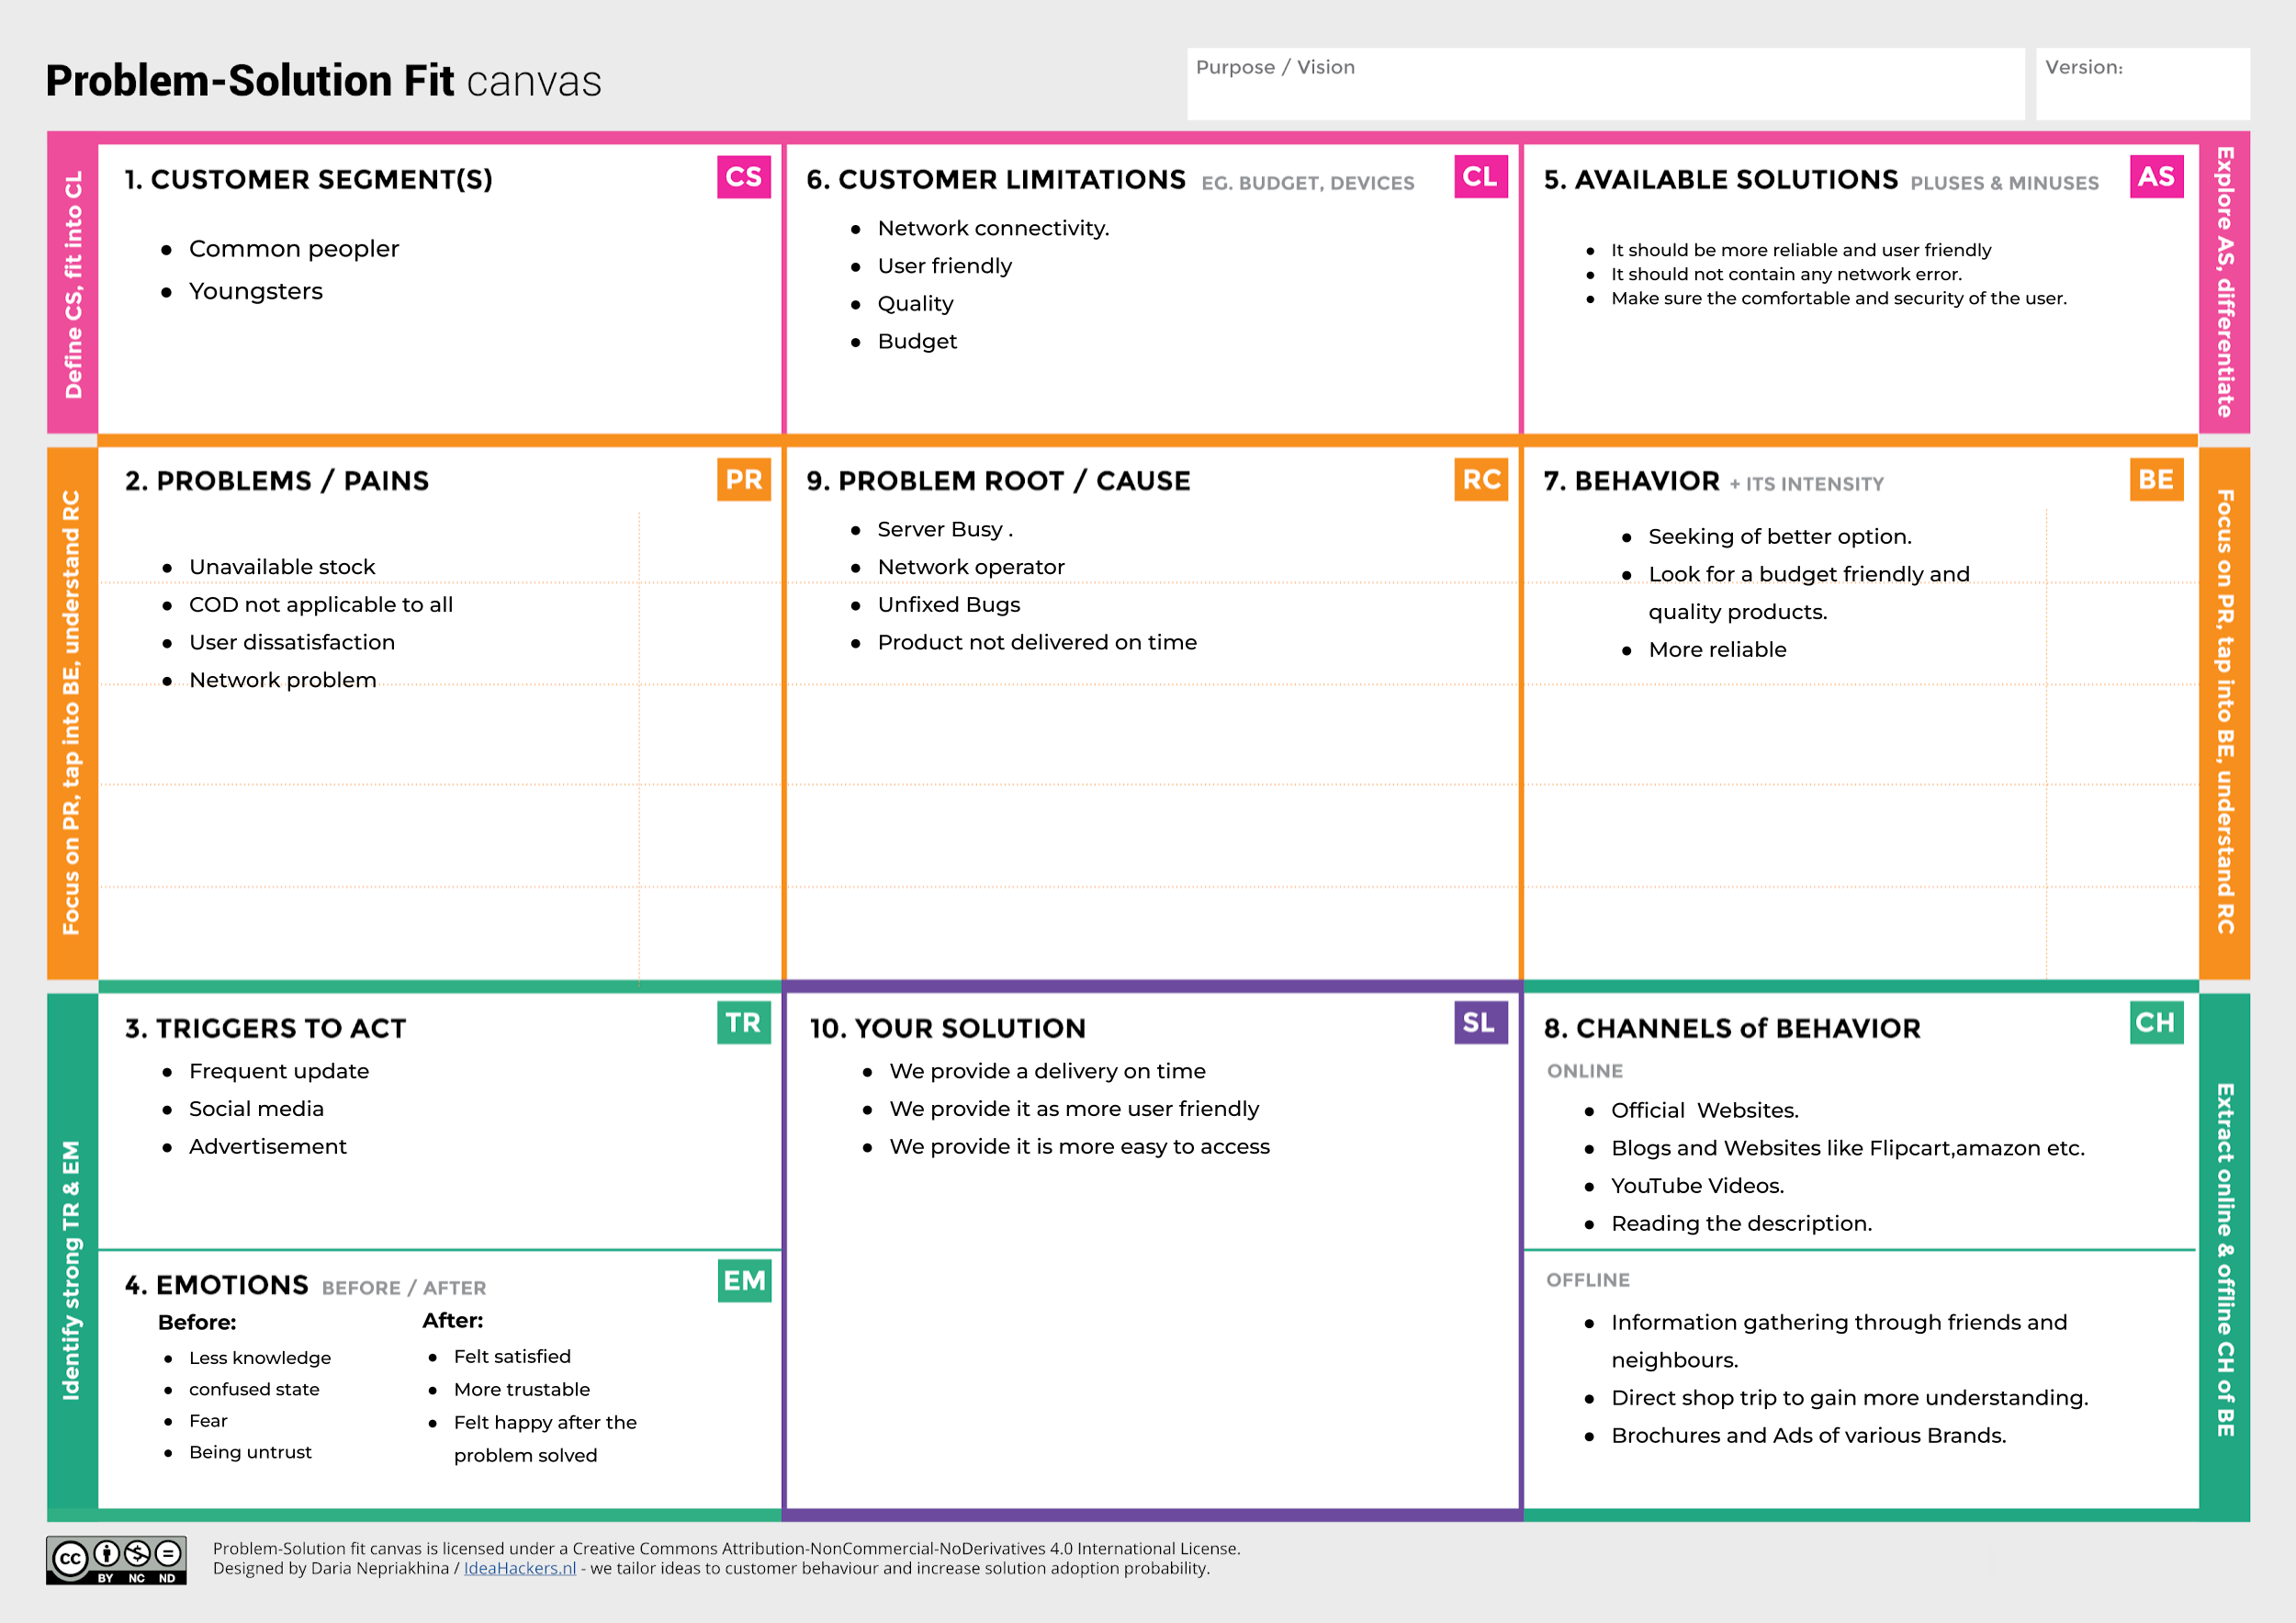 Problem-Solution Fit canvas
Purpose / Vision
Version:
Define CS, fit into CL
1. CUSTOMER SEGMENT(S)
CS
● Common peopler
● Youngsters
6. CUSTOMER LIMITATIONS EG. BUDGET, DEVICES
CL
● Network connectivity.
● User friendly
● Quality
● Budget
5. AVAILABLE SOLUTIONS PLUSES & MINUSES
AS
● It should be more reliable and user friendly
● It should not contain any network error.
● Make sure the comfortable and security of the user.
Explore AS, differentiate
Focus on PR, tap into BE, understand RC
2. PROBLEMS / PAINS
PR
● Unavailable stock
● COD not applicable to all
● User dissatisfaction
● Network problem
9. PROBLEM ROOT / CAUSE
RC
● Server Busy .
● Network operator
● Unfixed Bugs
● Product not delivered on time
7. BEHAVIOR + ITS INTENSITY
BE
● Seeking of better option.
● Look for a budget friendly and
quality products.
● More reliable
Focus on PR, tap into BE, understand RC
Identify strong TR & EM
3. TRIGGERS TO ACT
TR
● Frequent update
● Social media
● Advertisement
4. EMOTIONS BEFORE / AFTER
EM
Before:
● Less knowledge
● confused state
● Fear
● Being untrust
After:
● Felt satisfied
● More trustable
● Felt happy after the
problem solved
10. YOUR SOLUTION
SL
● We provide a delivery on time
● We provide it as more user friendly
● We provide it is more easy to access
8. CHANNELS of BEHAVIOR
CH
ONLINE
● Official Websites.
● Blogs and Websites like Flipcart,amazon etc.
● YouTube Videos.
● Reading the description.
OFFLINE
● Information gathering through friends and
neighbours.
● Direct shop trip to gain more understanding.
● Brochures and Ads of various Brands.
Extract online & offline CH of BE
cc BY NC ND
Problem-Solution fit canvas is licensed under a Creative Commons Attribution-NonCommercial-NoDerivatives 4.0 International License.
Designed by Daria Nepriakhina / IdeaHackers.nl - we tailor ideas to customer behaviour and increase solution adoption probability.